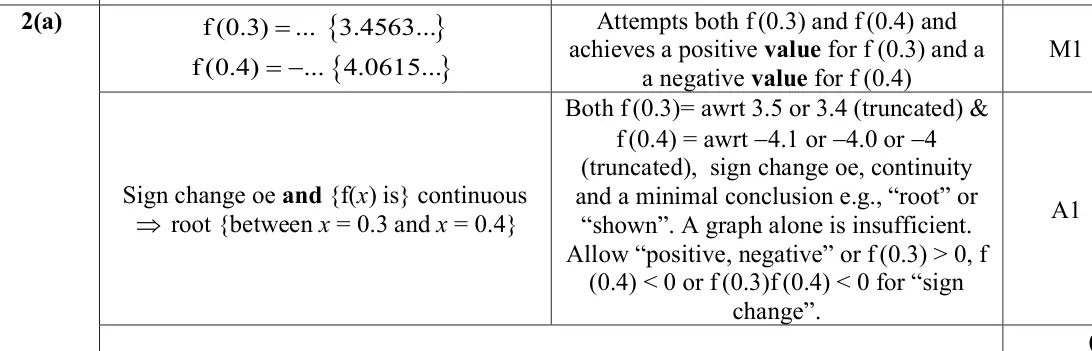 2(a)
f(0.3) = ... {3.4563...}
f(0.4) = −... {4.0615...}
Attempts both f(0.3) and f(0.4) and
achieves a positive value for f (0.3) and a
a negative value for f (0.4)
M1
Sign change oe and {f(x) is} continuous
⇒ root {between x = 0.3 and x = 0.4}
Both f(0.3)= awrt 3.5 or 3.4 (truncated) &
f(0.4) = awrt −4.1 or −4.0 or −4
(truncated), sign change oe, continuity
and a minimal conclusion e.g., “root” or
“shown”. A graph alone is insufficient.
Allow “positive, negative” or f(0.3) > 0, f
(0.4) < 0 or f(0.3)f(0.4) < 0 for “sign
change”.
A1